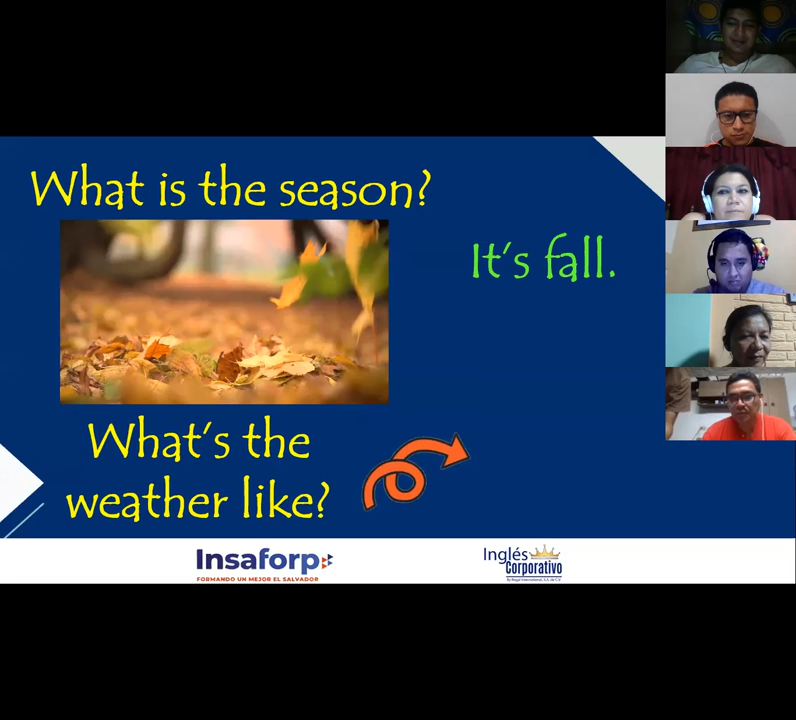 What is the season?
It's fall.
What's the
weather like?
Insaforp
FORMANDO UN MEJOR EL SALVADOR
Inglés
Corporativo